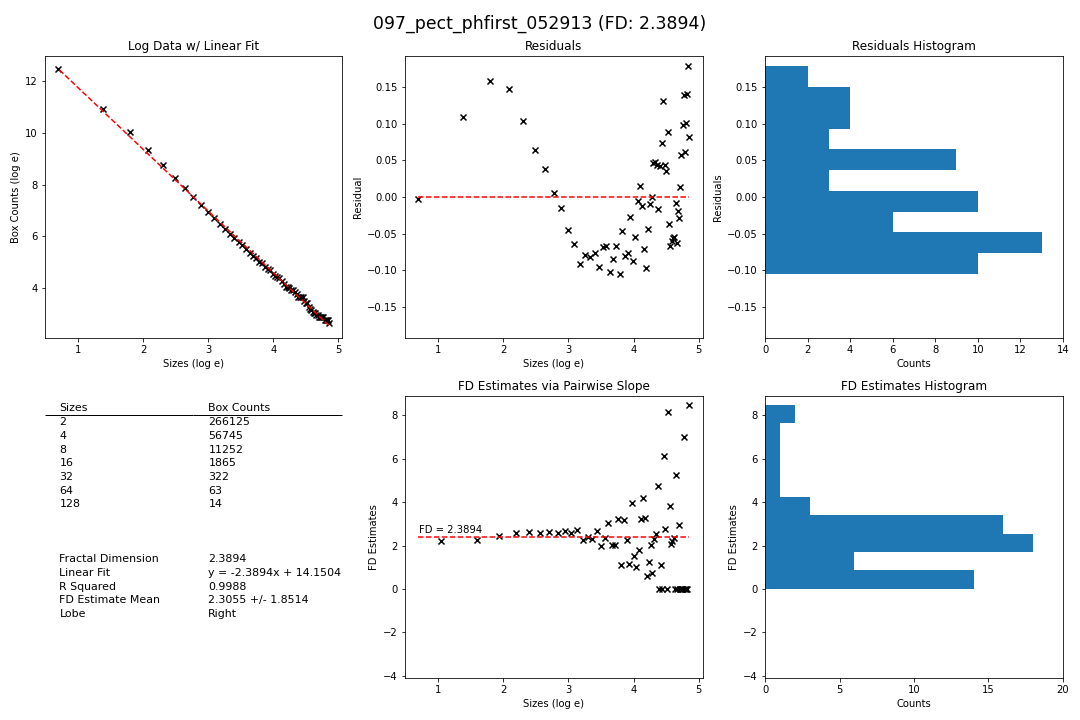 097_pect_phfirst_052913 (FD: 2.3894)
Log Data w/ Linear Fit
Box Counts (log e)
12
10
8
6
4
1 2 3 4 5
Sizes (log e)
Residuals
Residual
0.15
0.10
0.05
0.00
−0.05
−0.10
−0.15
1 2 3 4 5
Sizes (log e)
Residuals Histogram
Residuals
0.15
0.10
0.05
0.00
−0.05
−0.10
−0.15
0 2 4 6 8 10 12 14
Counts
Sizes Box Counts
2 266125
4 56745
8 11252
16 1865
32 322
64 63
128 14
Fractal Dimension 2.3894
Linear Fit y = -2.3894x + 14.1504
R Squared 0.9988
FD Estimate Mean 2.3055 +/- 1.8514
Lobe Right
FD Estimates via Pairwise Slope
FD Estimates
8
6
4
FD = 2.3894
2
0
−2
−4
1 2 3 4 5
Sizes (log e)
FD Estimates Histogram
FD Estimates
8
6
4
2
0
−2
−4
0 5 10 15 20
Counts